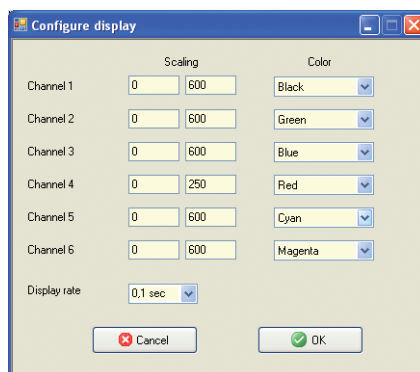 Configure display
Scaling Color
Channel 1 0 600 Black
Channel 2 0 600 Green
Channel 3 0 600 Blue
Channel 4 0 250 Red
Channel 5 0 600 Cyan
Channel 6 0 600 Magenta
Display rate 0,1 sec
Cancel OK